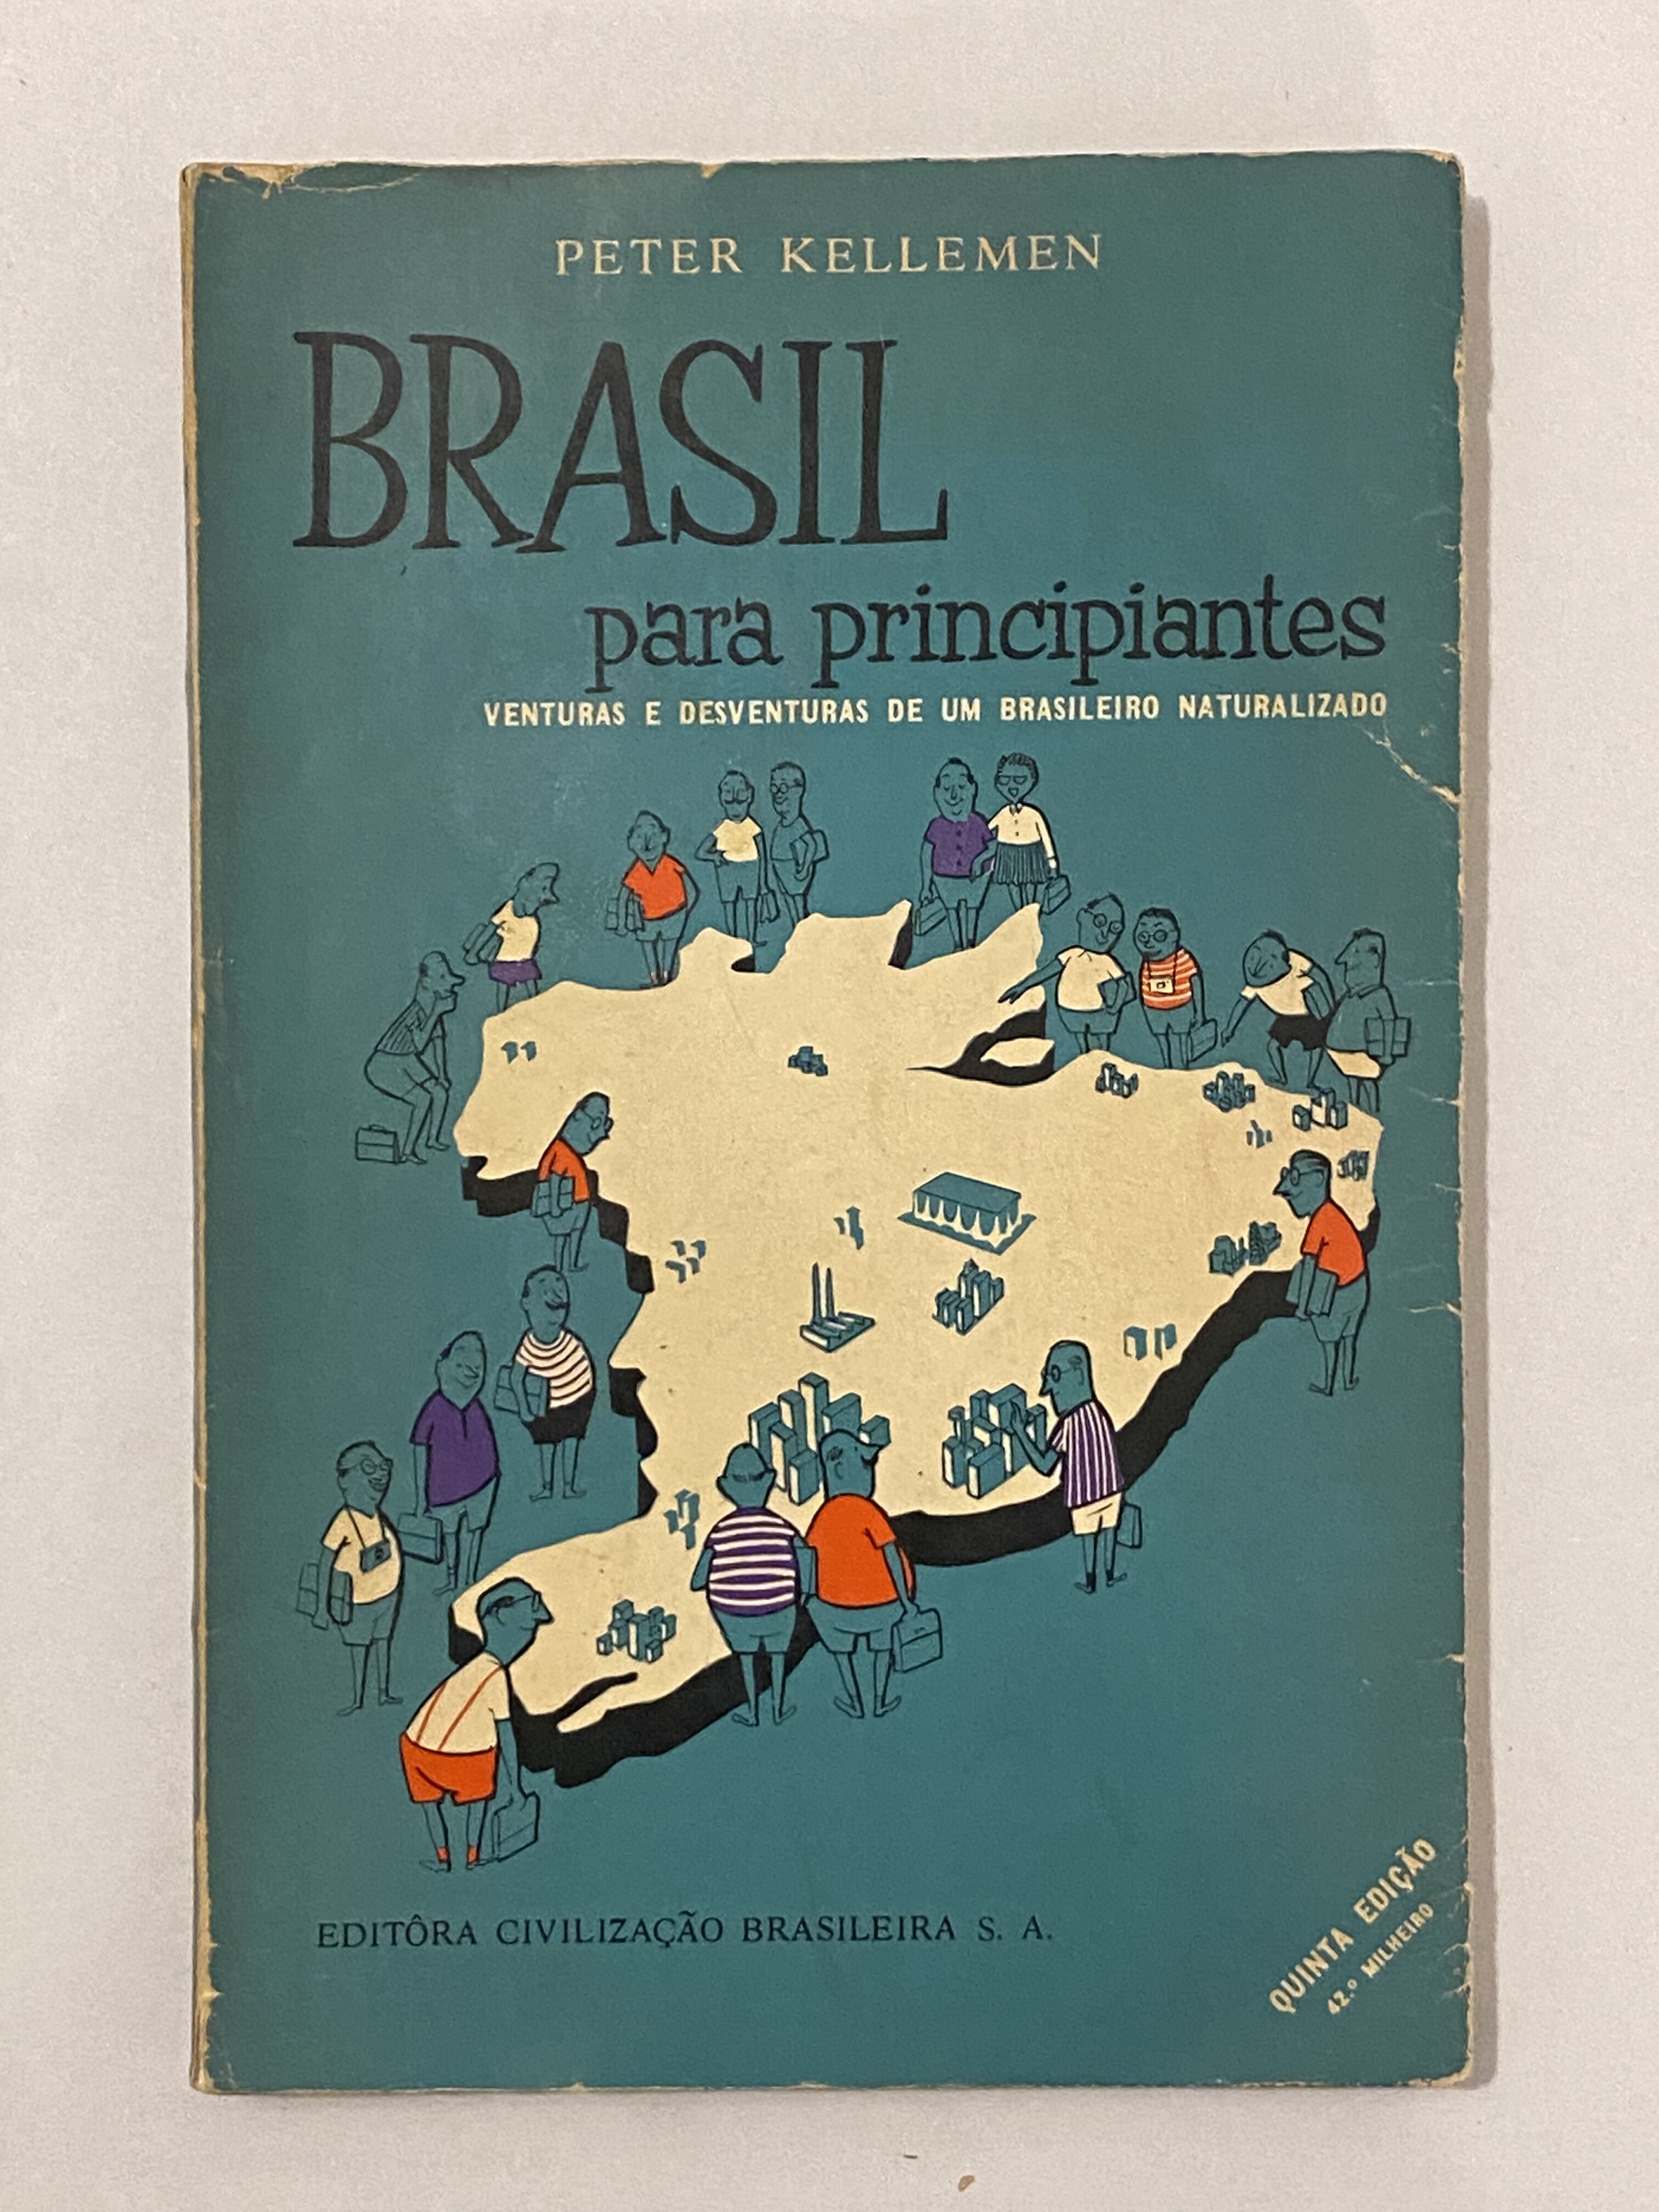 PETER KELLEMEN
BRASIL
para principiantes
VENTURAS E DESVENTURAS DE UM BRASILEIRO NATURALIZADO
EDITÔRA CIVILIZAÇÃO BRASILEIRA S. A.
QUINTA EDIÇÃO
42.º MILHEIRO